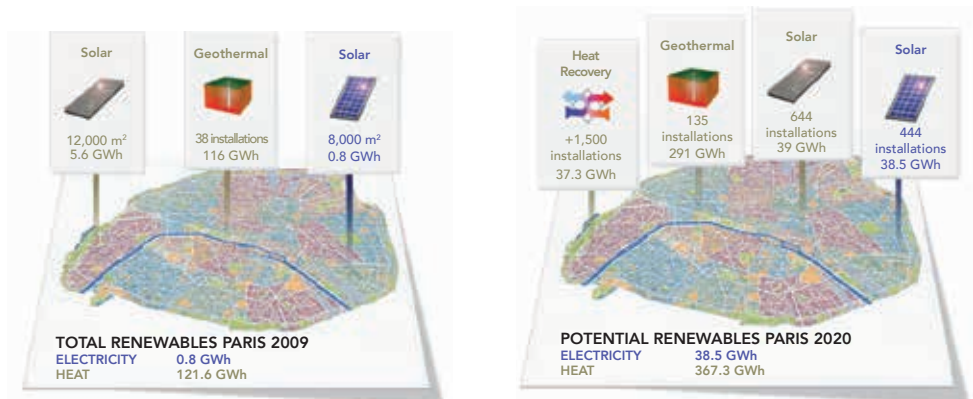 Solar
12,000 m²
5.6 GWh
Geothermal
38 installations
116 GWh
Solar
8,000 m²
0.8 GWh
TOTAL RENEWABLES PARIS 2009
ELECTRICITY 0.8 GWh
HEAT 121.6 GWh
Heat
Recovery
+1,500
installations
37.3 GWh
Geothermal
135
installations
291 GWh
Solar
644
installations
39 GWh
Solar
444
installations
38.5 GWh
POTENTIAL RENEWABLES PARIS 2020
ELECTRICITY 38.5 GWh
HEAT 367.3 GWh